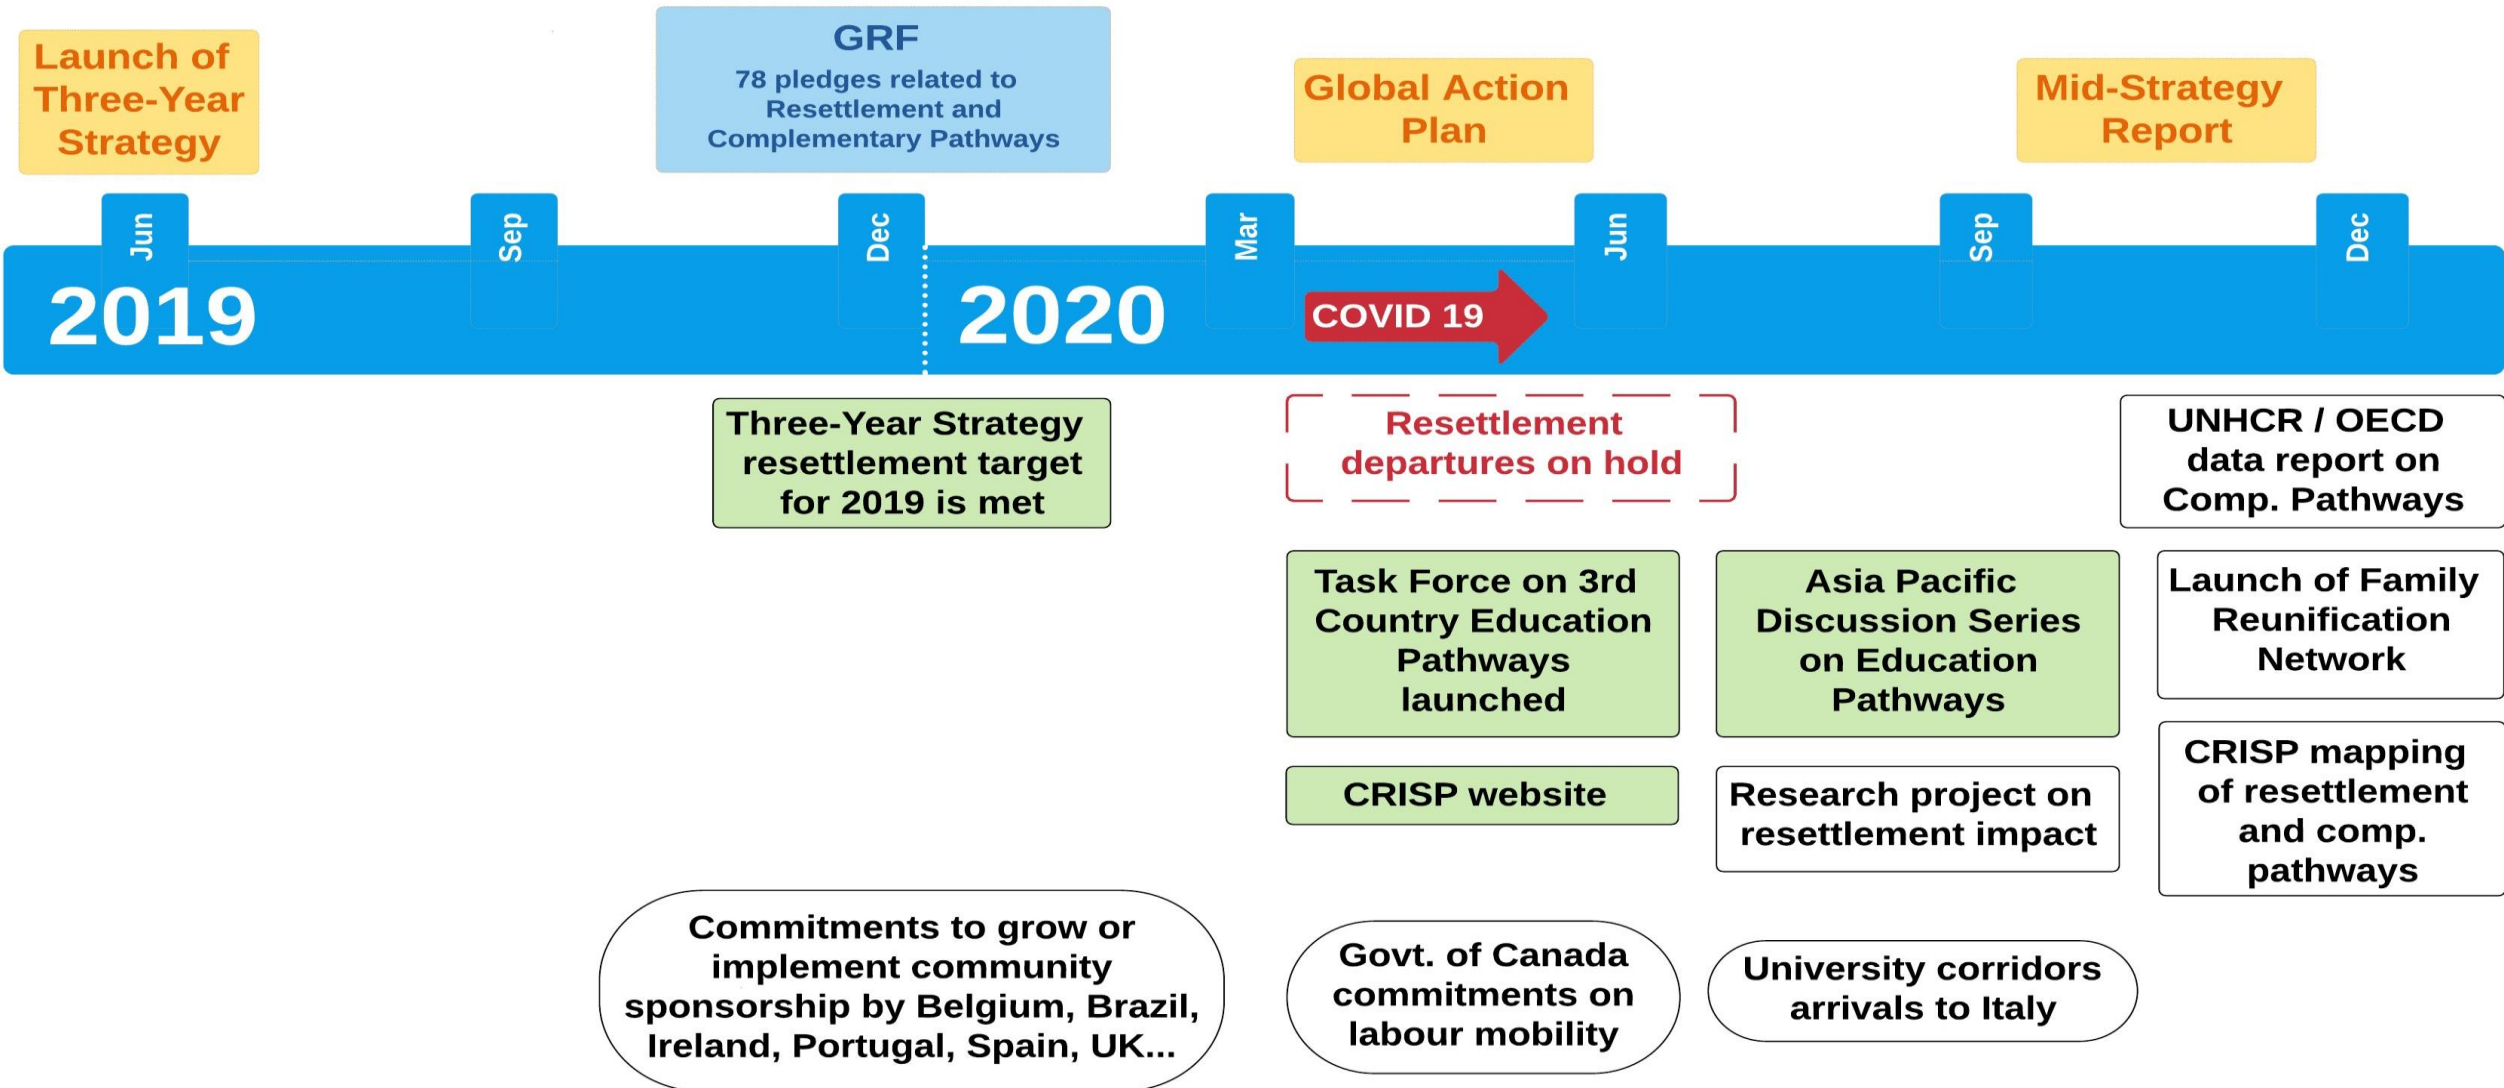 Launch of
Three-Year
Strategy
GRF
78 pledges related to
Resettlement and
Complementary Pathways
Global Action
Plan
Mid-Strategy
Report
Jun
Sep
Dec
Mar
Jun
Sep
Dec
2019
2020
COVID 19
Three-Year Strategy
resettlement target
for 2019 is met
Resettlement
departures on hold
UNHCR / OECD
data report on
Comp. Pathways
Task Force on 3rd
Country Education
Pathways
launched
Asia Pacific
Discussion Series
on Education
Pathways
Launch of Family
Reunification
Network
CRISP website
Research project on
resettlement impact
CRISP mapping
of resettlement
and comp.
pathways
Commitments to grow or
implement community
sponsorship by Belgium, Brazil,
Ireland, Portugal, Spain, UK...
Govt. of Canada
commitments on
labour mobility
University corridors
arrivals to Italy